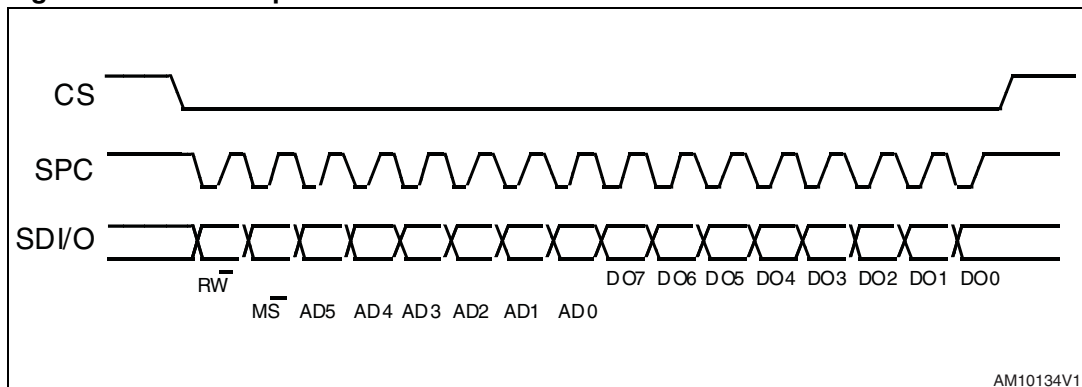 CS
SPC
SDI/O
RW
DO7 DO6 DO5 DO4 DO3 DO2 DO1 DO0
MS AD5 AD4 AD3 AD2 AD1 AD0
AM10134V1